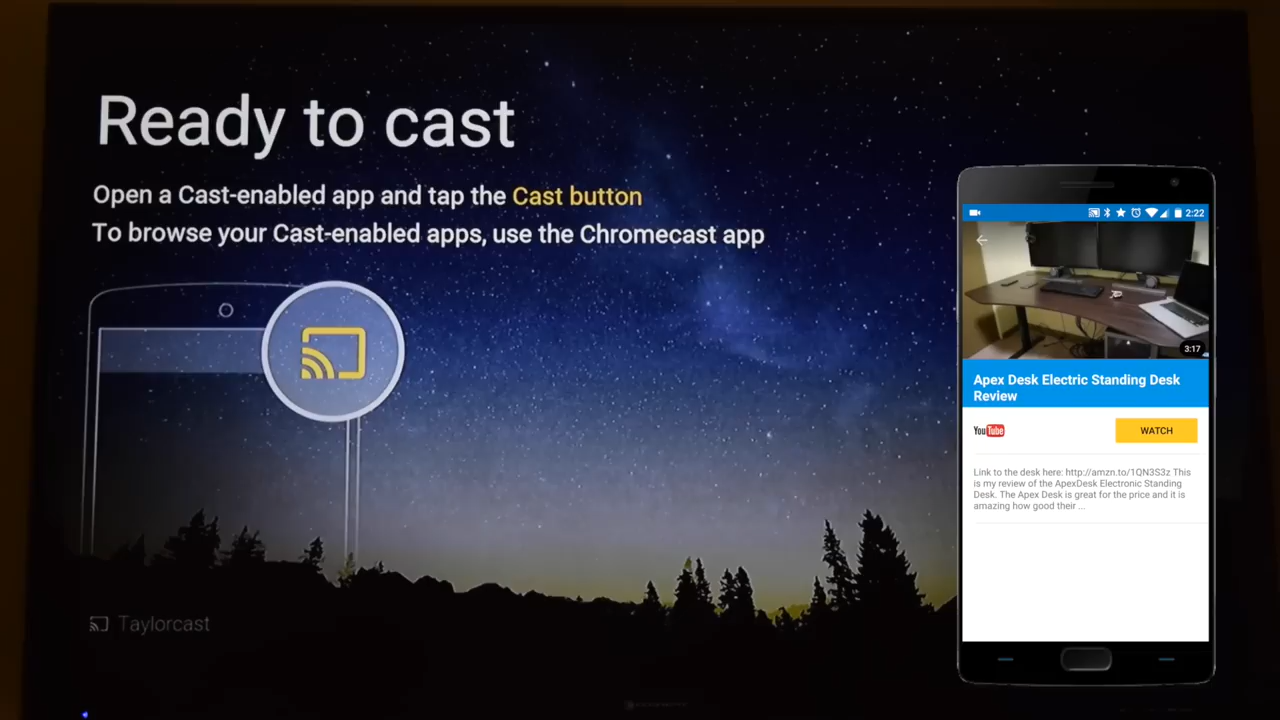 Ready to cast
Open a Cast-enabled app and tap the Cast button
To browse your Cast-enabled apps, use the Chromecast app
Taylorcast
2:22
3:17
Apex Desk Electric Standing Desk
Review
YouTube
WATCH
Link to the desk here: http://amzn.to/1QN3S3z This
is my review of the ApexDesk Electronic Standing
Desk. The Apex Desk is great for the price and it is
amazing how good their ...